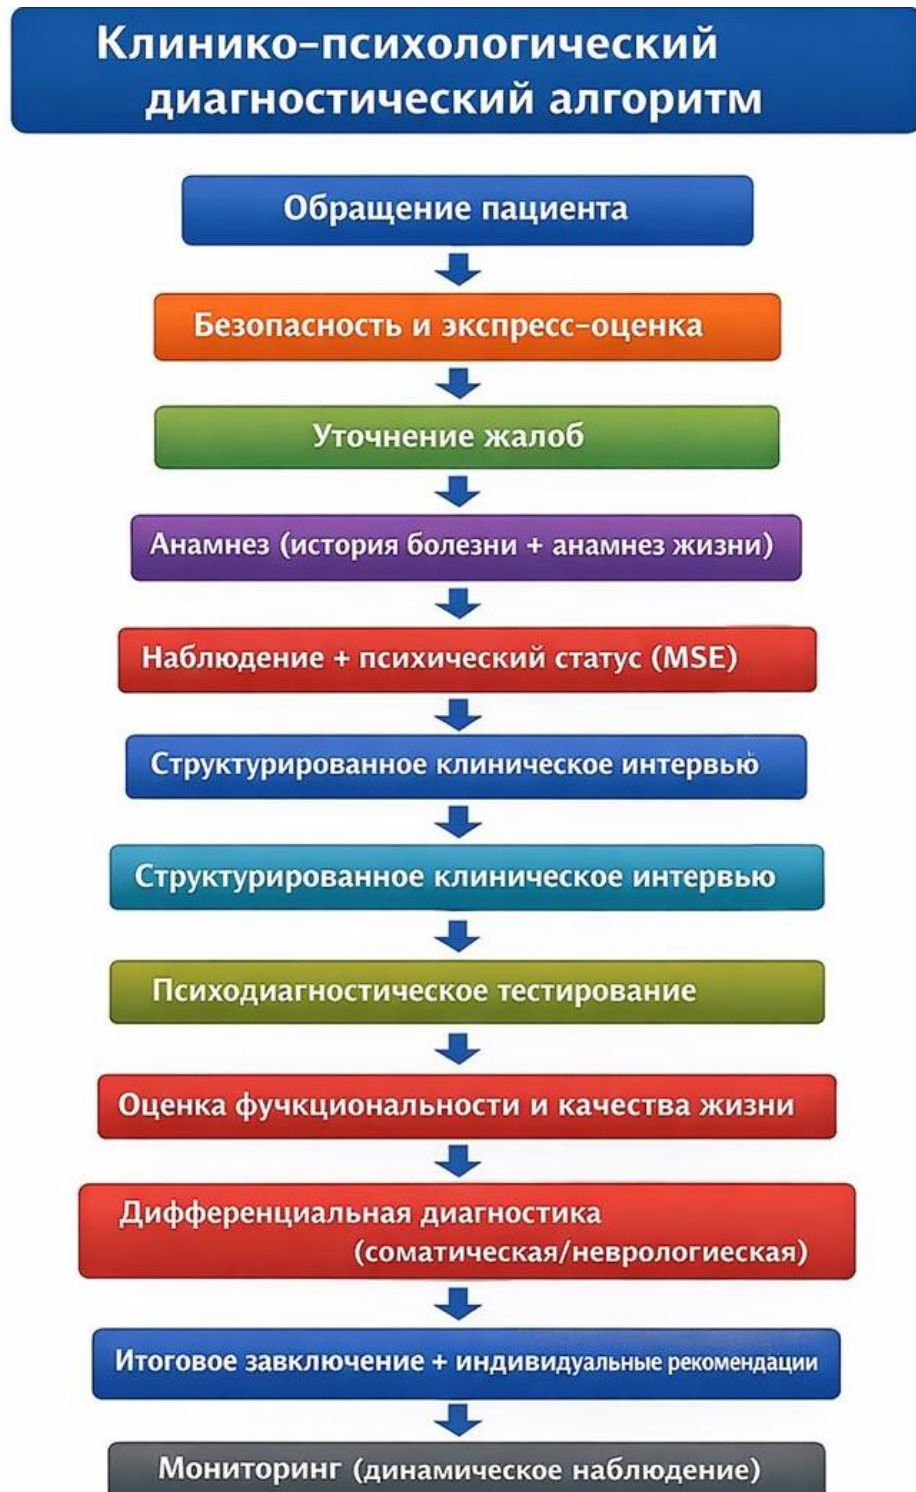 Клинико-психологический
диагностический алгоритм
Обращение пациента
Безопасность и экспресс-оценка
Уточнение жалоб
Анамнез (история болезни + анамнез жизни)
Наблюдение + психический статус (MSE)
Структурированное клиническое интервью
Структурированное клиническое интервью
Психодиагностическое тестирование
Оценка фучкциональности и качества жизни
Дифференциальная диагностика
(соматическая/неврологиеская)
Итоговое завключение + индивидуальные рекомендации
Мониторинг (динамическое наблюдение)